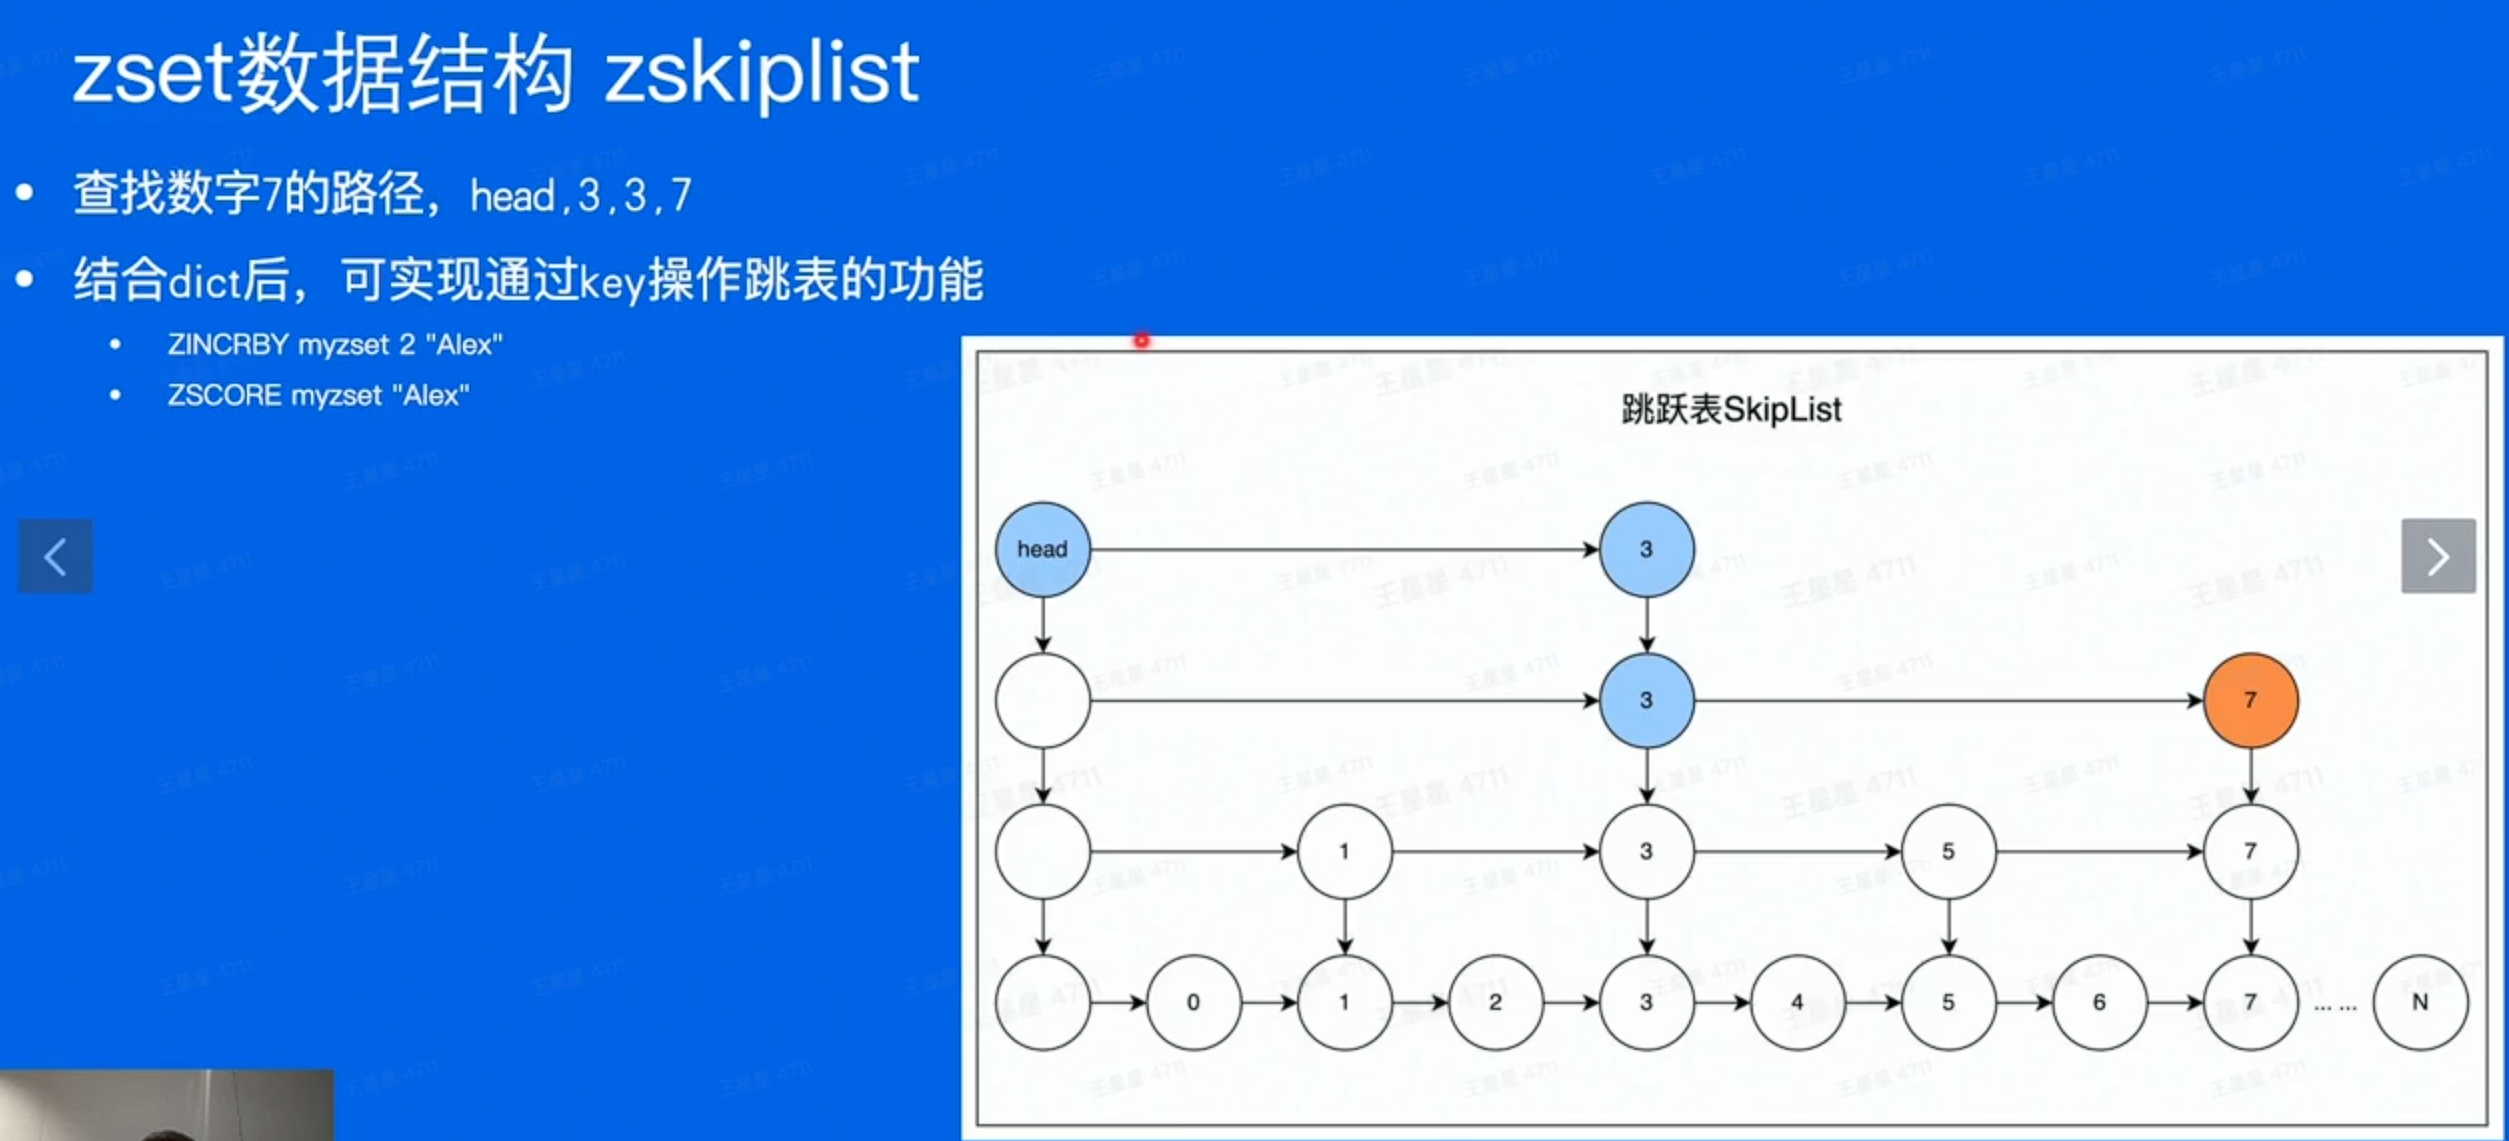 zset数据结构 zskiplist
查找数字7的路径，head,3,3,7
结合dict后，可实现通过key操作跳表的功能
ZINCRBY myzset 2 "Alex"
ZSCORE myzset "Alex"
跳跃表SkipList
head 3
3 7
1 3 5 7
0 1 2 3 4 5 6 7 ... ... N
王星星 4711